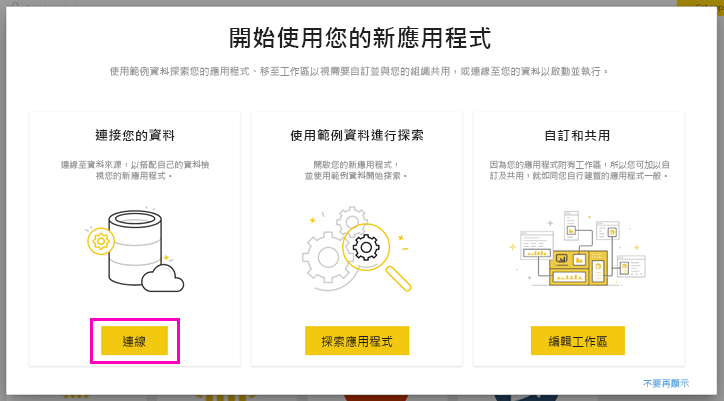 開始使用您的新應用程式
使用範例資料探索您的應用程式、移至工作區以視需要自訂並與您的組織共用，或連線至您的資料以啟動並執行。
連接您的資料
連線至資料來源，以搭配自己的資料檢
視您的新應用程式。
連線
使用範例資料進行探索
開啟您的新應用程式，
並使用範例資料開始探索。
探索應用程式
自訂和共用
因為您的應用程式附有工作區，所以您可加以自
訂及共用，就如同您自行建置的應用程式一般。
編輯工作區
不要再顯示